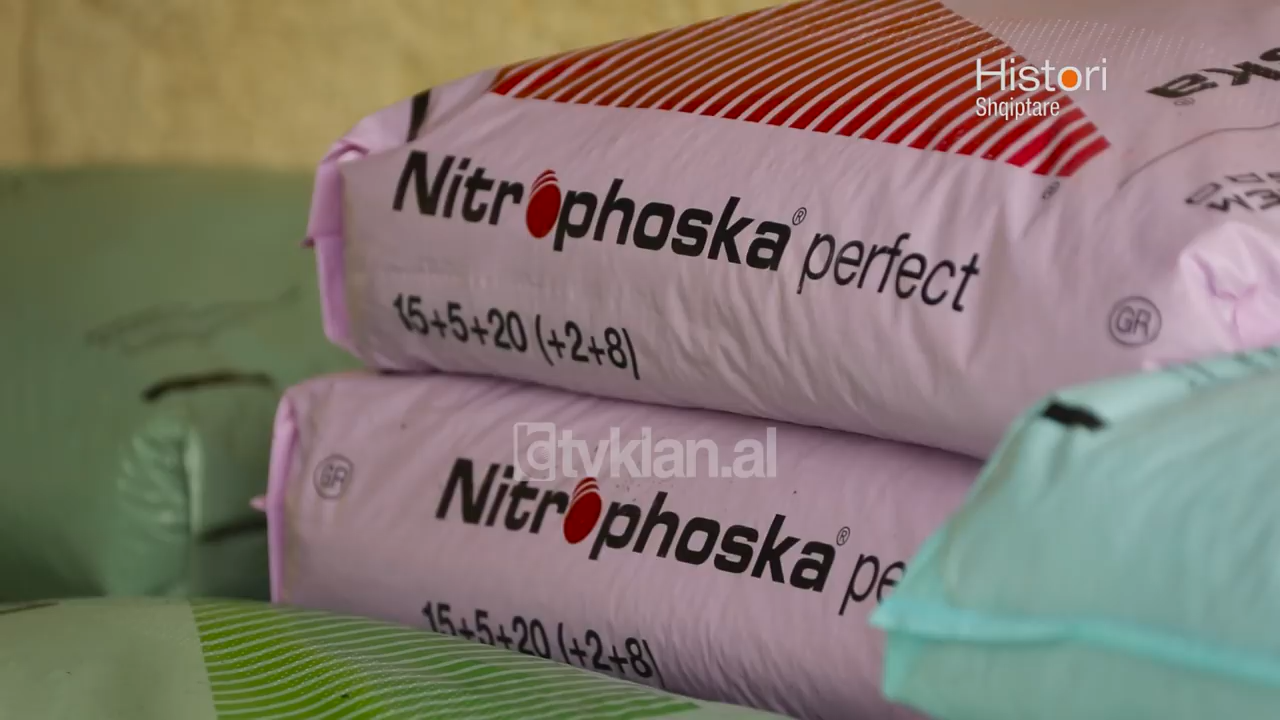 Histori
Shqiptare
Nitrophoska® perfect
15+5+20 (+2+8)
GR
tvklan.al
GR
Nitrophoska® pe
15+5+20 (+2+8)